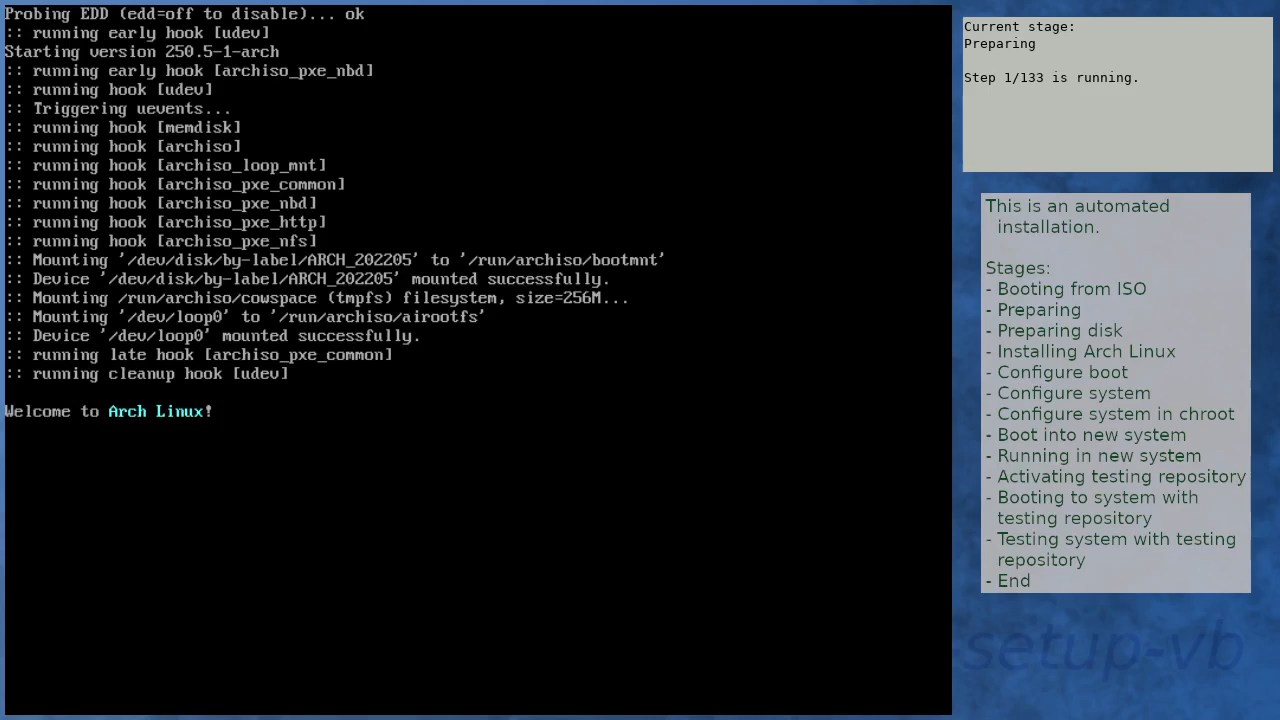 Probing EDD (edd=off to disable)... ok
:: running early hook [udev]
Starting version 250.5-1-arch
:: running early hook [archiso_pxe_nbd]
:: running hook [udev]
:: Triggering uevents...
:: running hook [memdisk]
:: running hook [archiso]
:: running hook [archiso_loop_mnt]
:: running hook [archiso_pxe_common]
:: running hook [archiso_pxe_nbd]
:: running hook [archiso_pxe_http]
:: running hook [archiso_pxe_nfs]
:: Mounting '/dev/disk/by-label/ARCH_202205' to '/run/archiso/bootmnt'
:: Device '/dev/disk/by-label/ARCH_202205' mounted successfully.
:: Mounting /run/archiso/cowspace (tmpfs) filesystem, size=256M...
:: Mounting '/dev/loop0' to '/run/archiso/airootfs'
:: Device '/dev/loop0' mounted successfully.
:: running late hook [archiso_pxe_common]
:: running cleanup hook [udev]
Welcome to Arch Linux!
Current stage:
Preparing
Step 1/133 is running.
This is an automated
installation.
Stages:
- Booting from ISO
- Preparing
- Preparing disk
- Installing Arch Linux
- Configure boot
- Configure system
- Configure system in chroot
- Boot into new system
- Running in new system
- Activating testing repository
- Booting to system with
testing repository
- Testing system with testing
repository
- End
setup-vb